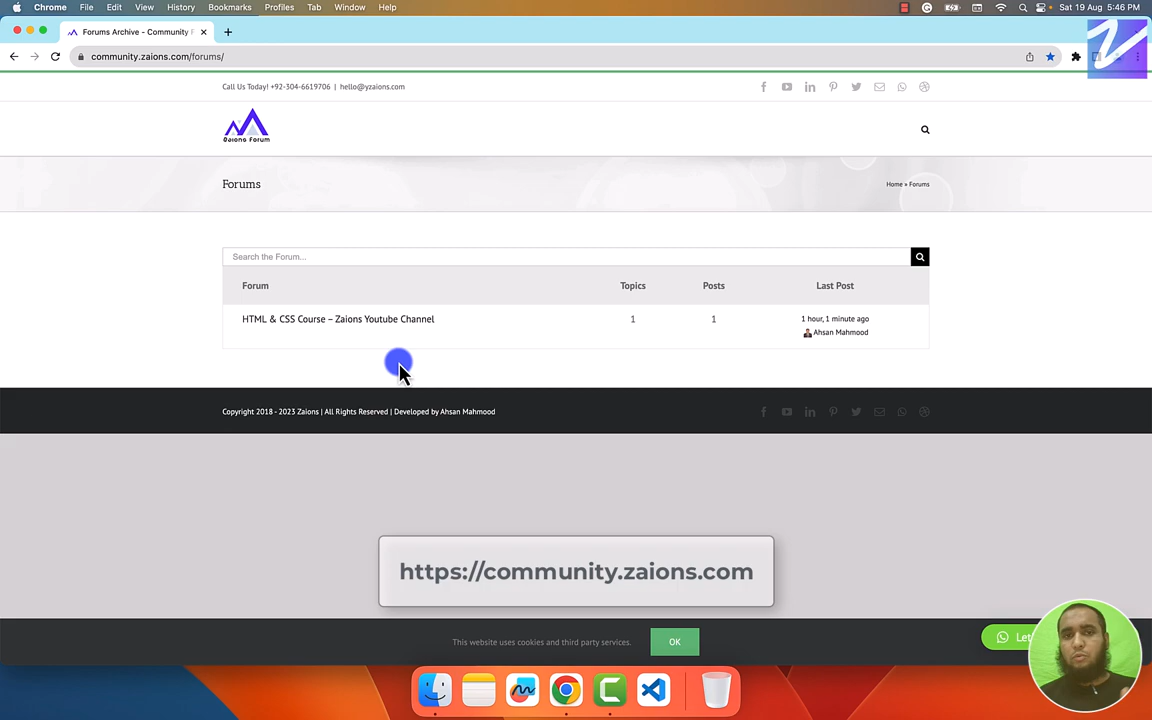 Chrome File Edit View History Bookmarks Profiles Tab Window Help Sat 19 Aug 5:46 PM
Forums Archive - Community
community.zaions.com/forums/
Call Us Today! +92-304-6619706 | hello@yzaions.com
Zaions Forum
Forums
Home » Forums
Search the Forum...
Forum Topics Posts Last Post
HTML & CSS Course – Zaions Youtube Channel 1 1 1 hour, 1 minute ago
Ahsan Mahmood
Copyright 2018 - 2023 Zaions | All Rights Reserved | Developed by Ahsan Mahmood
https://community.zaions.com
This website uses cookies and third party services. OK